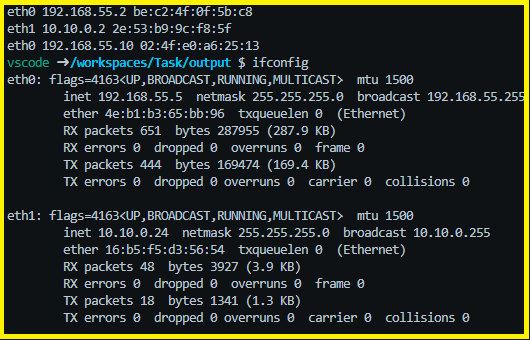 eth0 192.168.55.2 be:c2:4f:0f:5b:c8
eth1 10.10.0.2 2e:53:b9:9c:f8:5f
eth0 192.168.55.10 02:4f:e0:a6:25:13
vscode ➜/workspaces/Task/output $ ifconfig
eth0: flags=4163<UP,BROADCAST,RUNNING,MULTICAST>  mtu 1500
        inet 192.168.55.5  netmask 255.255.255.0  broadcast 192.168.55.255
        ether 4e:b1:b3:65:bb:96  txqueuelen 0  (Ethernet)
        RX packets 651  bytes 287955 (287.9 KB)
        RX errors 0  dropped 0  overruns 0  frame 0
        TX packets 444  bytes 169474 (169.4 KB)
        TX errors 0  dropped 0 overruns 0  carrier 0  collisions 0

eth1: flags=4163<UP,BROADCAST,RUNNING,MULTICAST>  mtu 1500
        inet 10.10.0.24  netmask 255.255.255.0  broadcast 10.10.0.255
        ether 16:b5:f5:d3:56:54  txqueuelen 0  (Ethernet)
        RX packets 48  bytes 3927 (3.9 KB)
        RX errors 0  dropped 0  overruns 0  frame 0
        TX packets 18  bytes 1341 (1.3 KB)
        TX errors 0  dropped 0 overruns 0  carrier 0  collisions 0